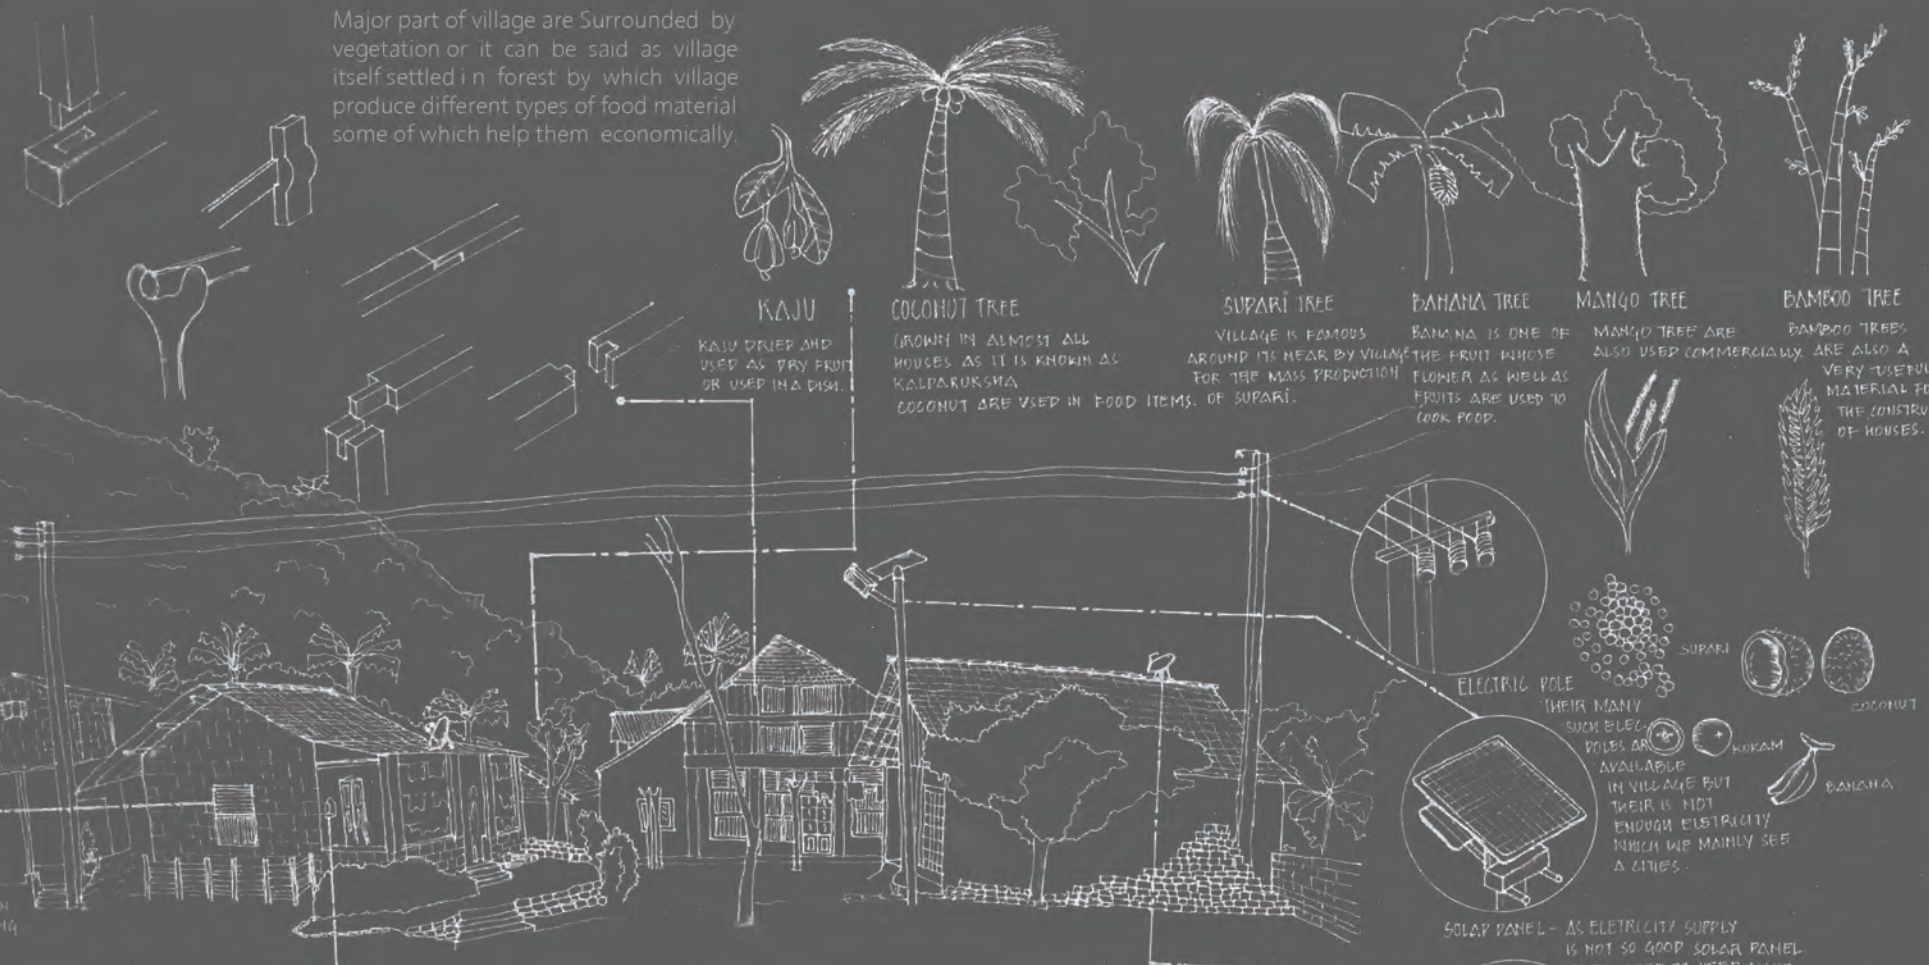 Major part of village are Surrounded by
vegetation or it can be said as village
itself settled i n forest by which village
produce different types of food material
some of which help them economically.
KAJU
KAJU DRIED AND
USED AS DRY FRUIT
OR USED IN A DISH.
COCONUT TREE
GROWN IN ALMOST ALL
HOUSES AS IT IS KNOWN AS
KALPARUKSHA
COCONUT ARE USED IN FOOD ITEMS.
SUPARI TREE
VILLAGE IS FAMOUS
AROUND ITS NEAR BY VILLAGE
FOR THE MASS PRODUCTION
OF SUPARI.
BANANA TREE
BANANA IS ONE OF
THE FRUIT WHOSE
FLOWER AS WELL AS
FRUITS ARE USED TO
COOK FOOD.
MANGO TREE
MANGO TREE ARE
ALSO USED COMMERCIALLY.
BAMBOO TREE
BAMBOO TREES
ARE ALSO A
VERY USEFUL
MATERIAL FO
THE CONSTRU
OF HOUSES.
SUPARI
COCONUT
KOKAM
BANANA
ELECTRIC POLE
THEIR MANY
SUCH ELEC.
POLES AR
AVAILABLE
IN VILLAGE BUT
THEIR IS NOT
ENOUGH ELETRICITY
WHICH WE MAINLY SEE
A CITIES.
SOLAR PANEL - AS ELETRICITY SUPPLY
IS NOT SO GOOD SOLAR PANEL